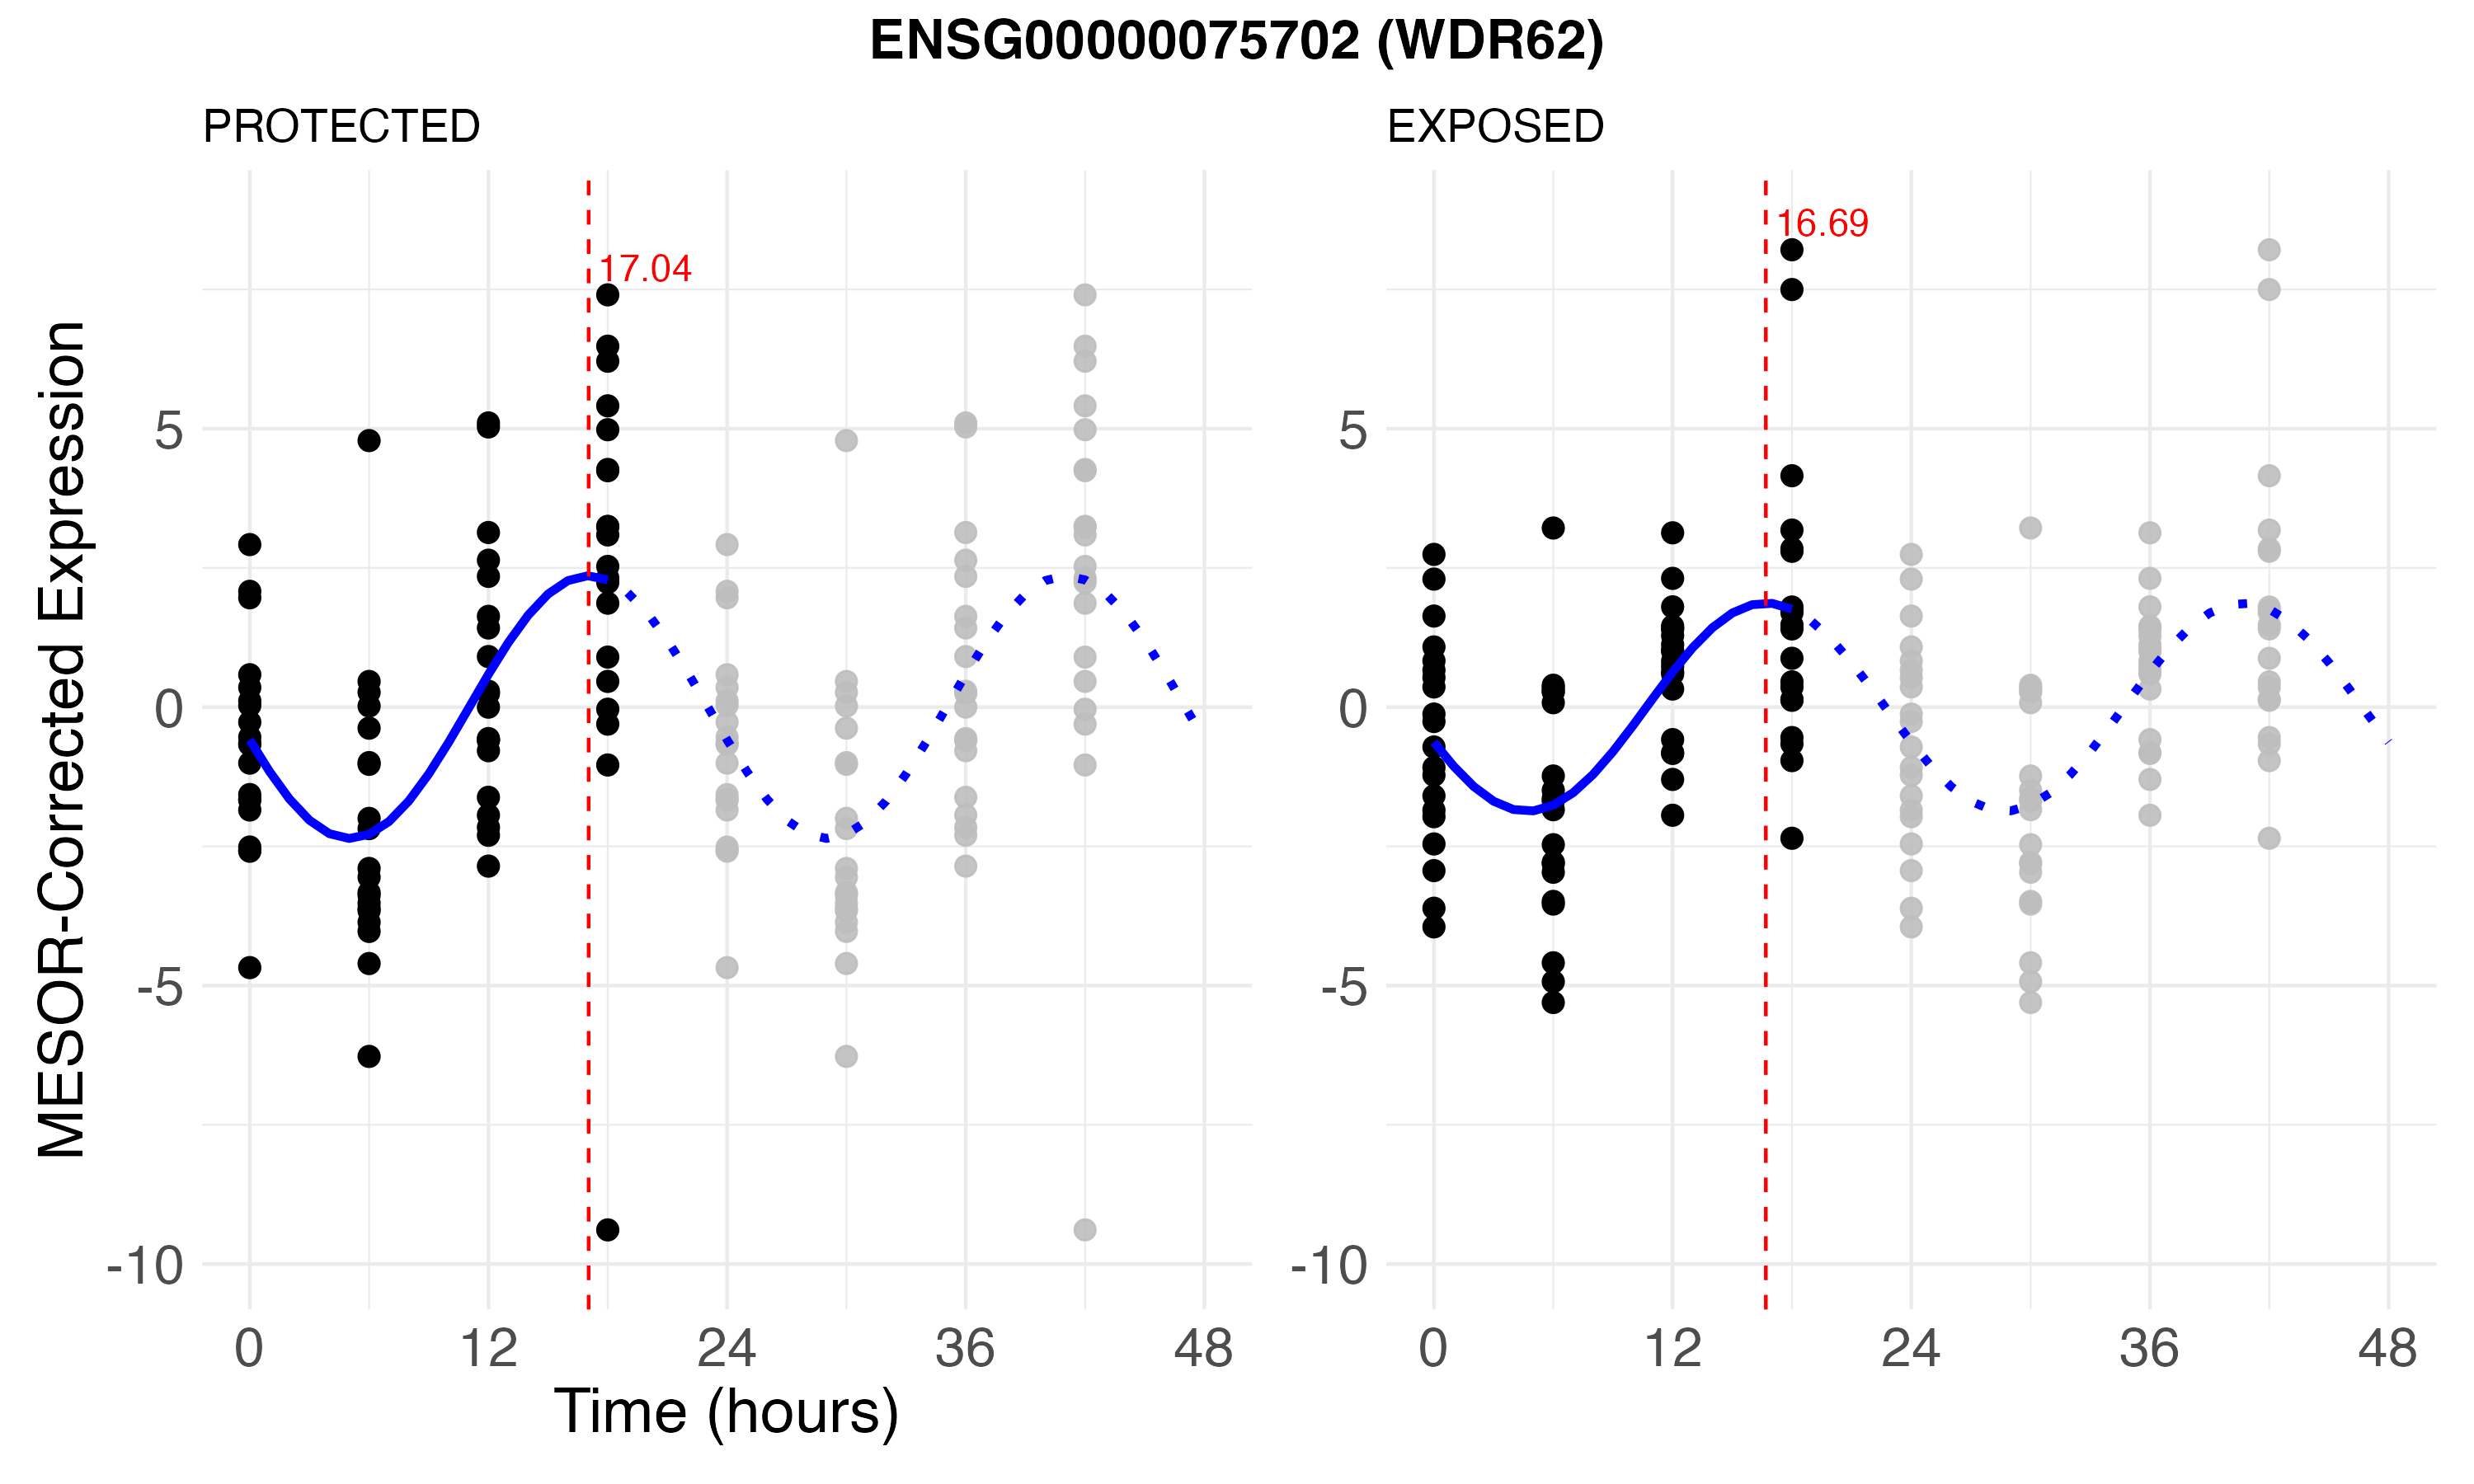 ENSG00000075702 (WDR62)
PROTECTED
EXPOSED
MESOR-Corrected Expression
17.04
16.69
5
0
-5
-10
5
0
-5
-10
0 12 24 36 48
0 12 24 36 48
Time (hours)